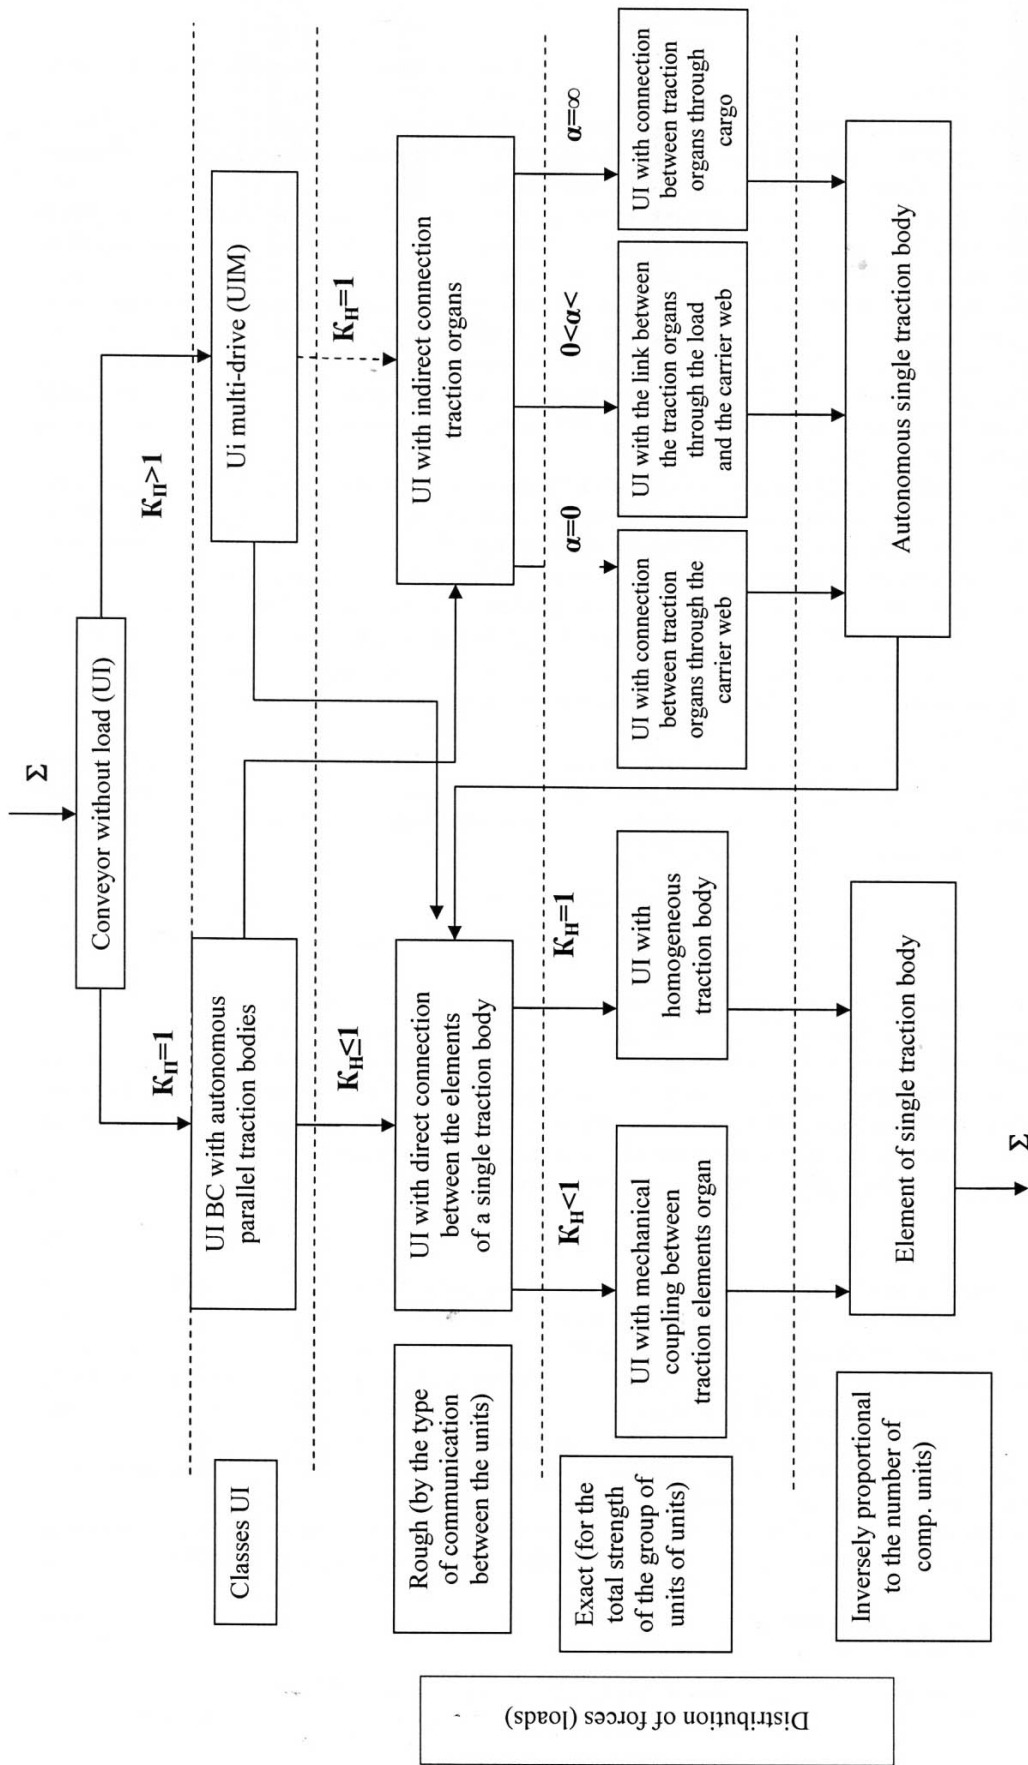 Σ
Conveyor without load (UI)
Кп=1
Кп>1
Classes UI
UI BC with autonomous
parallel traction bodies
Ui multi-drive (UIM)
Кн≤1
Кн=1
Distribution of forces (loads)
Rough (by the type
of communication
between the units)
UI with direct connection
between the elements
of a single traction body
UI with indirect connection
traction organs
Кн<1
Кн=1
α=0
0<α<
α=∞
Exact (for the
total strength
of the group of
units of units)
UI with mechanical
coupling between
traction elements organ
UI with
homogeneous
traction body
UI with connection
between traction
organs through the
carrier web
UI with the link between
the traction organs
through the load
and the carrier web
UI with connection
between traction
organs through
cargo
Inversely proportional
to the number of
comp. units)
Element of single traction body
Autonomous single traction body
Σ